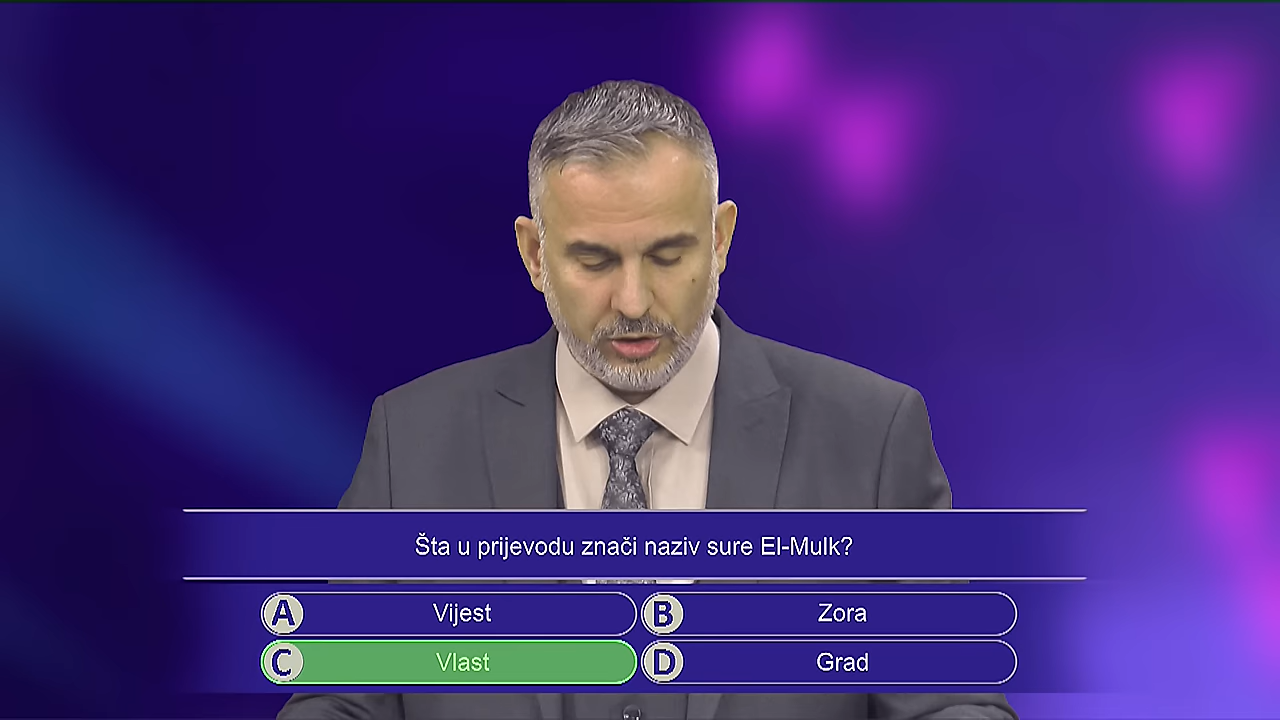 Šta u prijevodu znači naziv sure El-Mulk?
A Vijest
B Zora
C Vlast
D Grad